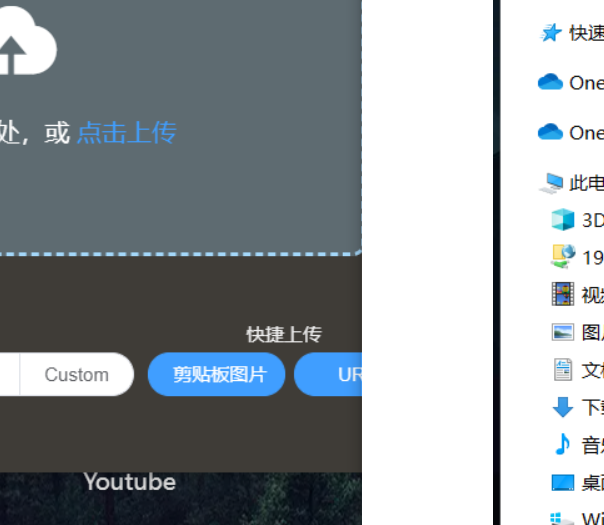 处，或 点击上传
快捷上传
Custom
剪贴板图片
UR
Youtube
快速
One
One
此电
3D
19
视
图
文
下
音
桌
Wi